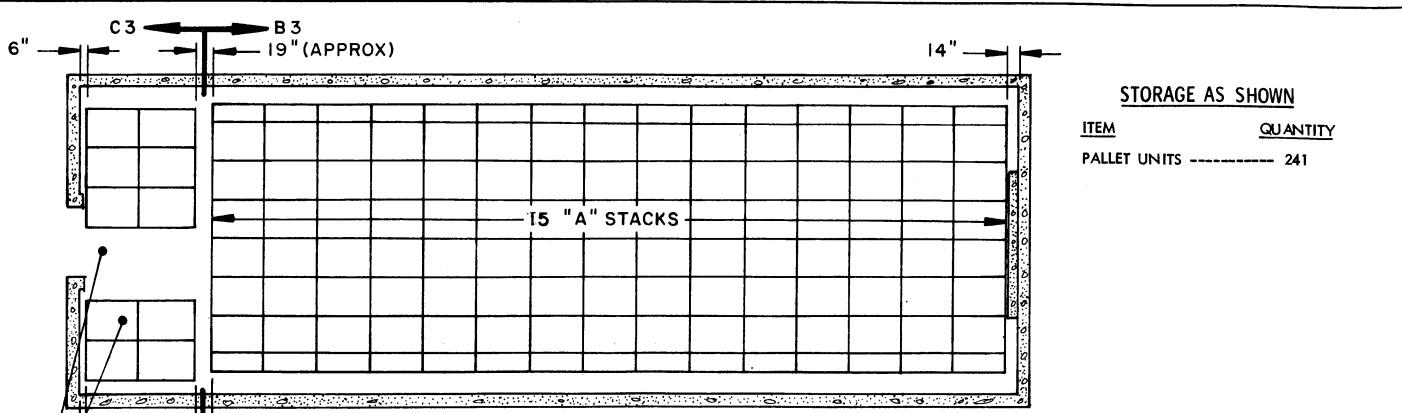 C3 B3
6" 19" (APPROX) 14"
STORAGE AS SHOWN
ITEM QUANTITY
PALLET UNITS ----------- 241
15 "A" STACKS